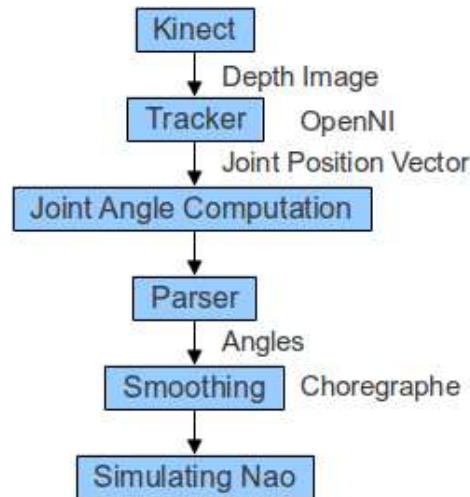 Kinect
Depth Image
Tracker OpenNI
Joint Position Vector
Joint Angle Computation
Parser
Angles
Smoothing Choregraphe
Simulating Nao